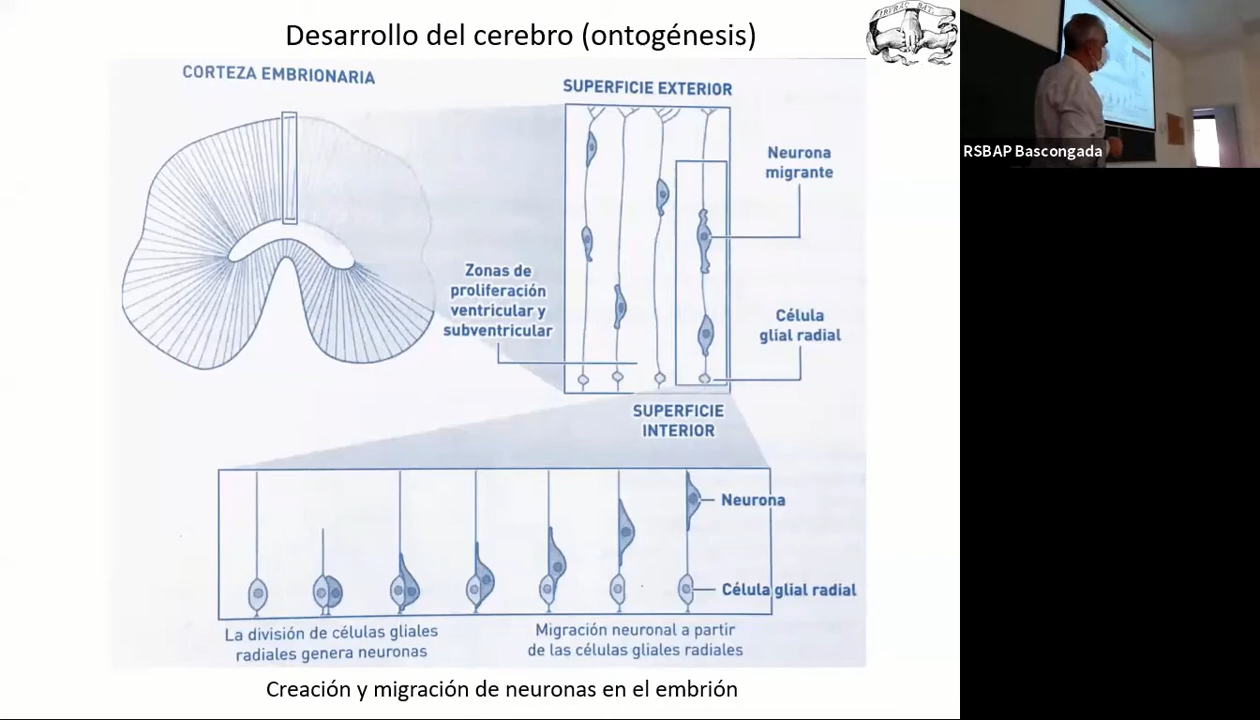 Desarrollo del cerebro (ontogénesis)
IRURAC BAT
CORTEZA EMBRIONARIA
SUPERFICIE EXTERIOR
Neurona
migrante
Zonas de
proliferación
ventricular y
subventricular
Célula
glial radial
SUPERFICIE
INTERIOR
Neurona
Célula glial radial
La división de células gliales
radiales genera neuronas
Migración neuronal a partir
de las células gliales radiales
Creación y migración de neuronas en el embrión
RSBAP Bascongada